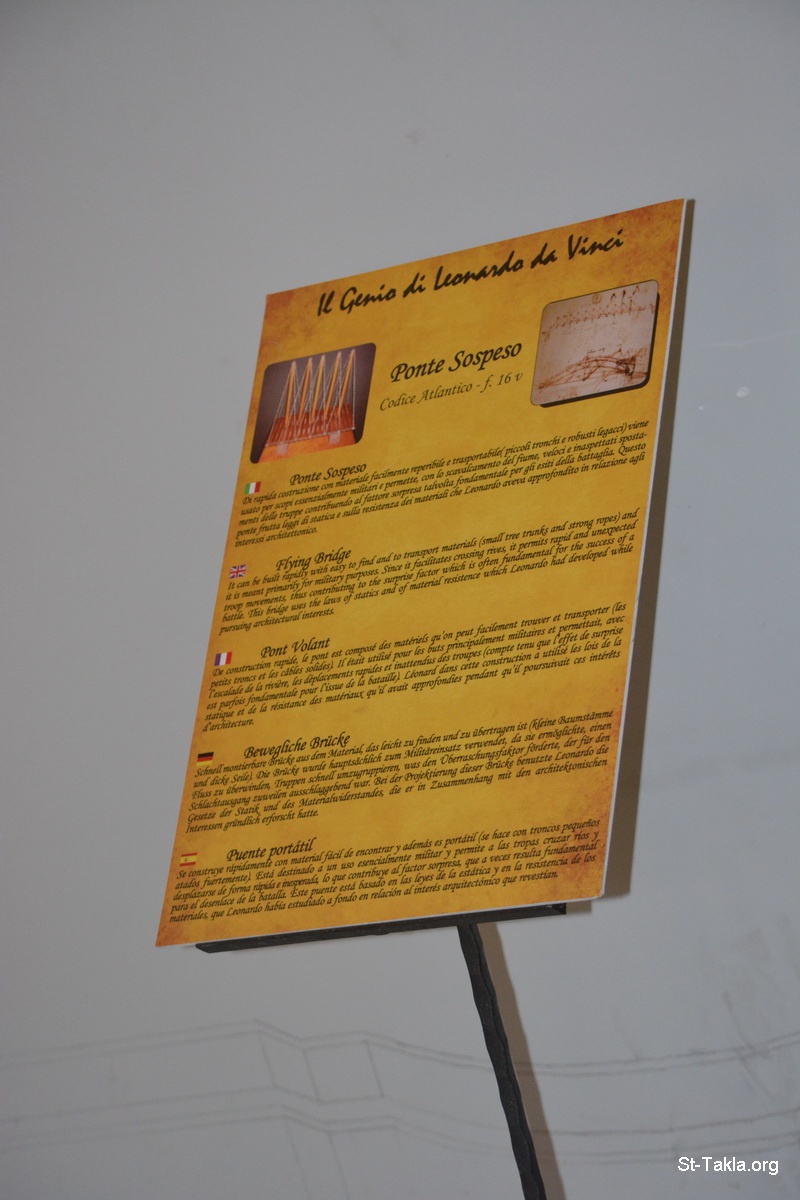 Il Genio di Leonardo da Vinci
Ponte Sospeso
Codice Atlantico - f. 16 v
Ponte Sospeso
Di rapida costruzione con materiale facilmente reperibile e trasportabile( piccoli tronchi e robusti legacci) viene
usato per scopi essenzialmente militari e permette, con lo scavalcamento del fiume, veloci e inaspettati sposta-
menti delle truppe contribuendo al fattore sorpresa talvolta fondamentale per gli esiti della battaglia. Questo
ponte frutta leggi di statica e sulla resistenza dei materiali che Leonardo aveva approfondito in relazione agli
interessi architettonico.
Flying Bridge
It can be built rapidly with easy to find and to transport materials (small tree trunks and strong ropes) and
it is meant primarily for military purposes. Since it facilitates crossing rives, it permits rapid and unexpected
troop movements, thus contributing to the surprise factor which is often fundamental for the success of a
battle. This bridge uses the laws of statics and of material resistence which Leonardo had developed while
pursuing architectural interests.
Pont Volant
De construction rapide, le pont est composé des matériels qu'on peut facilement trouver et transporter (les
petits troncs et les câbles solides). Il était utilisé pour les buts principalement militaires et permettait, avec
l'escalade de la rivière, les déplacements rapides et inattendus des troupes (compte tenu que l'effet de surprise
est parfois fondamentale pour l'issue de la bataille). Léonard dans cette construction a utilisé les lois de la
statique et de la résistance des matériaux qu'il avait approfondies pendant qu'il poursuivait ces intérêts
d'architecture.
Bewegliche Brücke
Schnell montierbare Brücke aus dem Material, das leicht zu finden und zu übertragen ist (kleine Baumstämme
und dicke Seile). Die Brücke wurde hauptsächlich zum Militäreinsatz verwendet, da sie ermöglichte, einen
Fluss zu überwinden, Truppen schnell umzugruppieren, was den Überraschungsfaktor förderte, der für den
Schlachtausgang zuweilen ausschlaggebend war. Bei der Projektierung dieser Brücke benutzte Leonardo die
Gesetze der Statik und des Materialwiderstandes, die er in Zusammenhang mit den architektonischen
Interessen gründlich erforscht hatte.
Puente portátil
Se construye rápidamente con material fácil de encontrar y además es portátil (se hace con troncos pequeños
atados fuertemente). Está destinado a un uso esencialmente militar y permite a las tropas cruzar ríos y
desplazarse de forma rápida e inesperada, lo que contribuye al factor sorpresa, que a veces resulta fundamental
para el desenlace de la batalla. Este puente está basado en las leyes de la estática y en la resistencia de los
materiales, que Leonardo había estudiado a fondo en relación al interés arquitectónico que revestían.
St-Takla.org